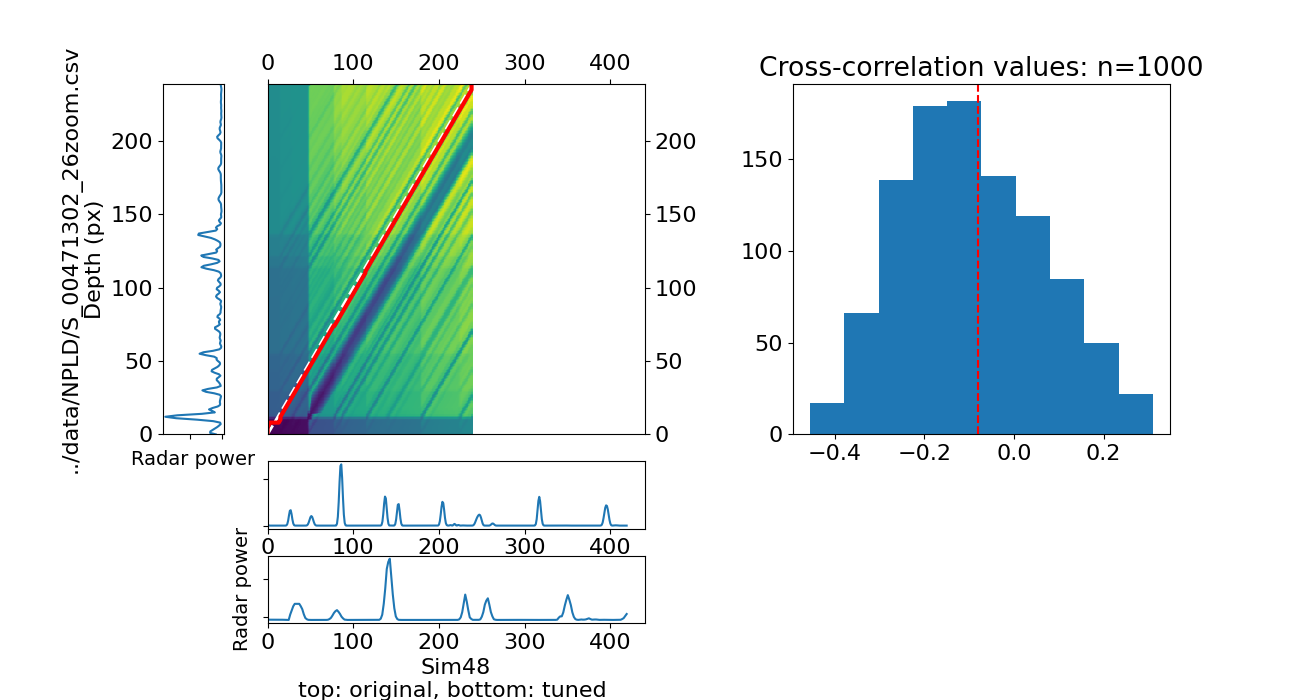 ../data/NPLD/S_00471302_26zoom.csv
Depth (px)
0 100 200 300 400
200
150
100
50
0
200
150
100
50
0
Radar power
0 100 200 300 400
Radar power
0 100 200 300 400
Sim48
top: original, bottom: tuned
Cross-correlation values: n=1000
150
100
50
0
−0.4 −0.2 0.0 0.2